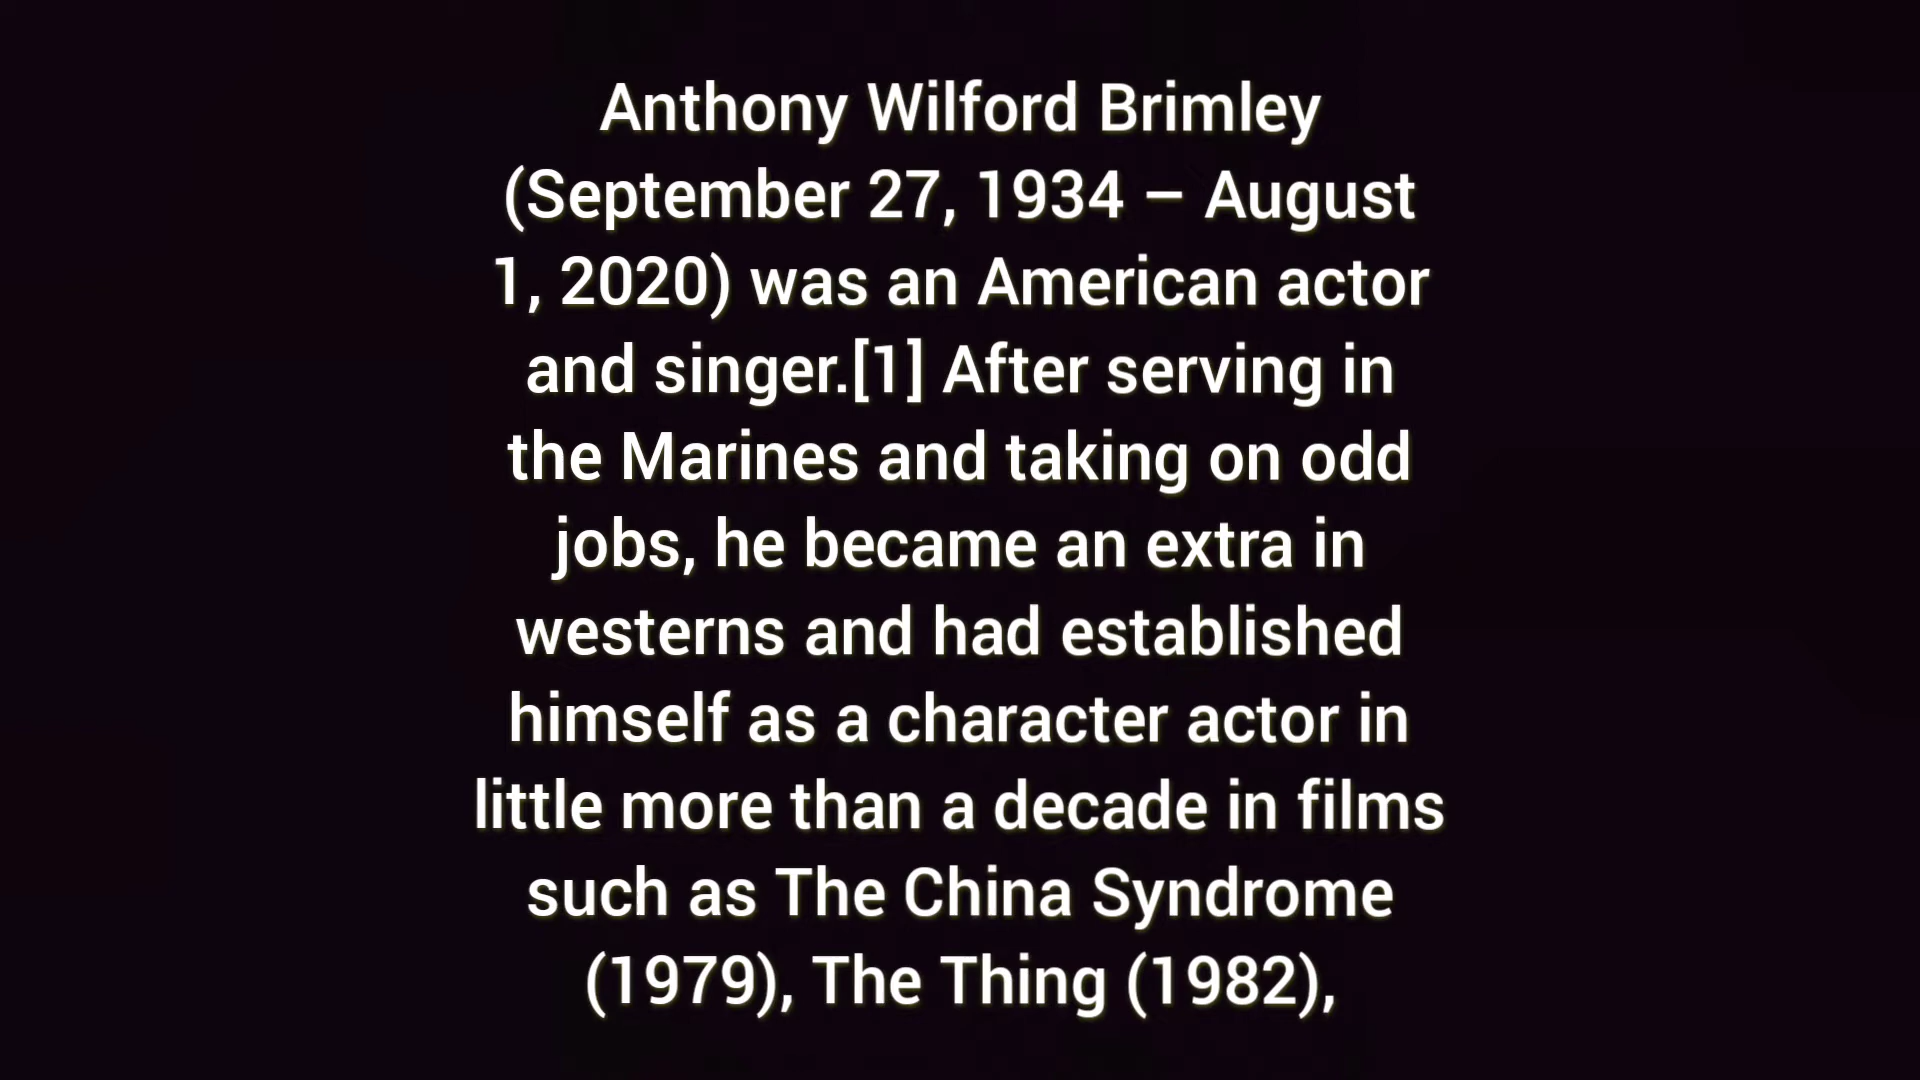 Anthony Wilford Brimley
(September 27, 1934 – August
1, 2020) was an American actor
and singer.[1] After serving in
the Marines and taking on odd
jobs, he became an extra in
westerns and had established
himself as a character actor in
little more than a decade in films
such as The China Syndrome
(1979), The Thing (1982),